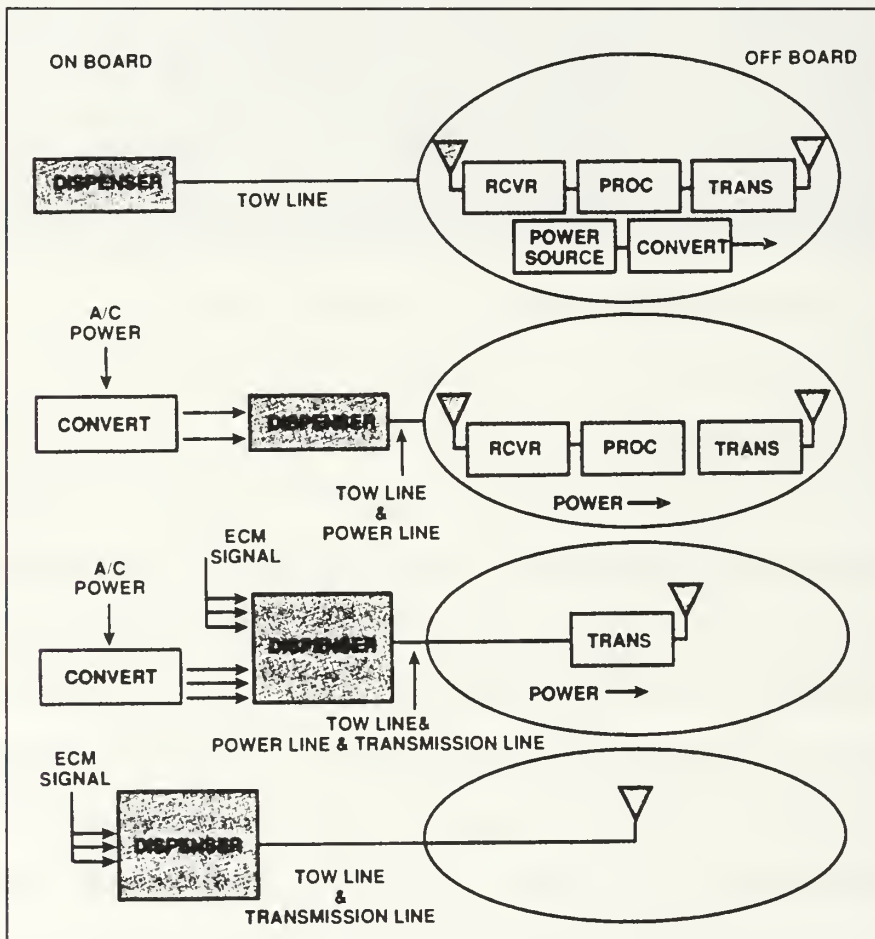 ON BOARD
OFF BOARD
DISPENSER
TOW LINE
RCVR
PROC
TRANS
POWER
SOURCE
CONVERT
A/C
POWER
CONVERT
DISPENSER
TOW LINE
&
POWER LINE
RCVR
PROC
TRANS
POWER
ECM
SIGNAL
A/C
POWER
CONVERT
DISPENSER
TOW LINE&
POWER LINE & TRANSMISSION LINE
TRANS
POWER
ECM
SIGNAL
DISPENSER
TOW LINE
&
TRANSMISSION LINE